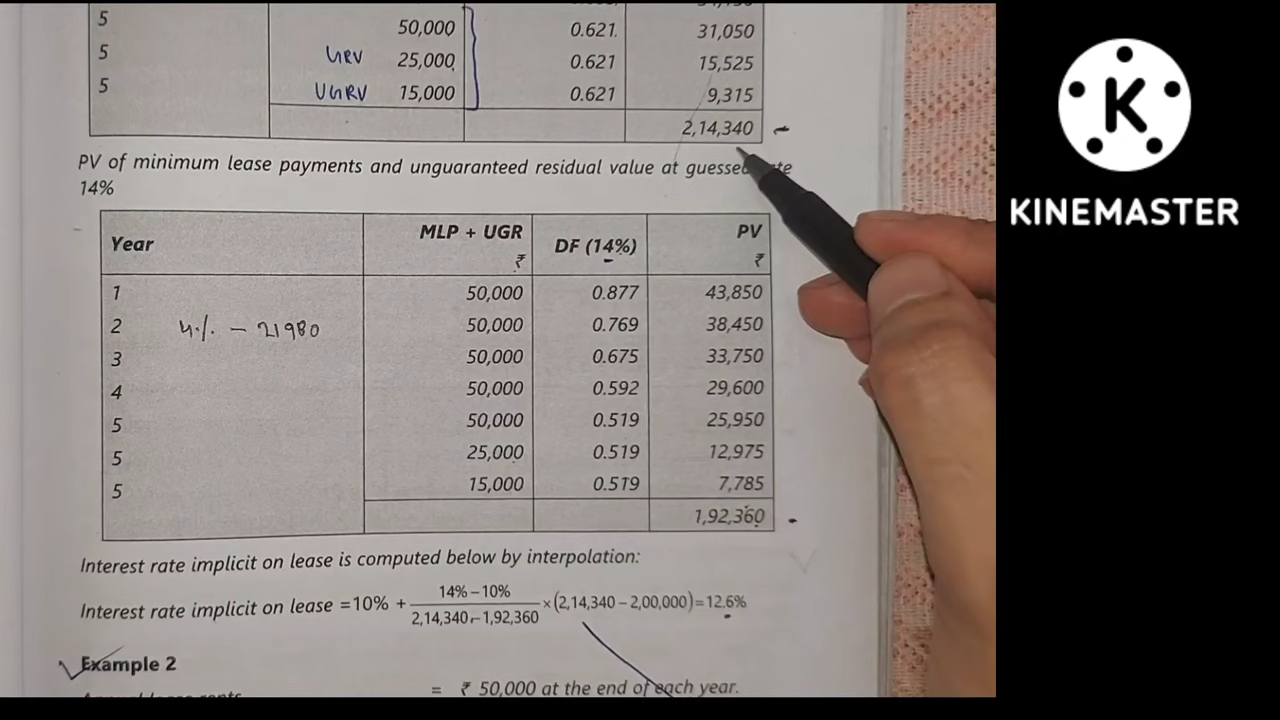 5 50,000 0.621 31,050
5 GRV 25,000 0.621 15,525
5 UGRV 15,000 0.621 9,315
2,14,340
PV of minimum lease payments and unguaranteed residual value at guessed
14%
Year MLP + UGR ₹ DF (14%) PV ₹
1 50,000 0.877 43,850
2 4% – 21980 50,000 0.769 38,450
3 50,000 0.675 33,750
4 50,000 0.592 29,600
5 50,000 0.519 25,950
5 25,000 0.519 12,975
5 15,000 0.519 7,785
1,92,360
Interest rate implicit on lease is computed below by interpolation:
Interest rate implicit on lease =10% + 14% – 10% / 2,14,340 – 1,92,360 × (2,14,340 – 2,00,000) = 12.6%
Example 2
= ₹ 50,000 at the end of each year.
K
KINEMASTER